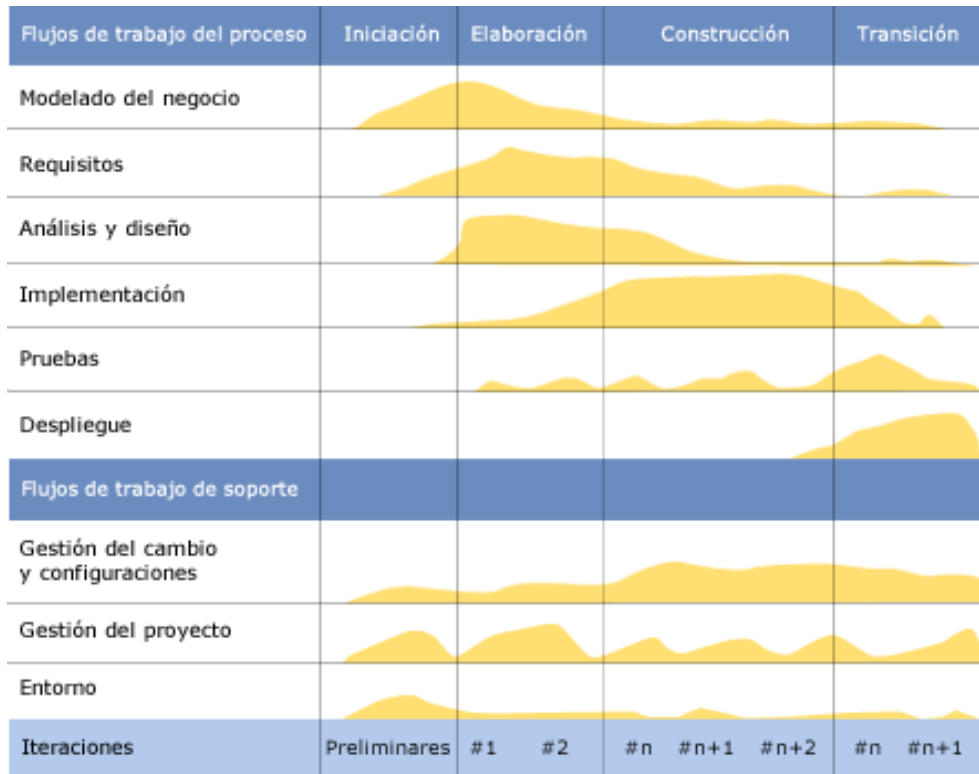 Flujos de trabajo del proceso Iniciación Elaboración Construcción Transición
Modelado del negocio
Requisitos
Análisis y diseño
Implementación
Pruebas
Despliegue
Flujos de trabajo de soporte
Gestión del cambio
y configuraciones
Gestión del proyecto
Entorno
Iteraciones Preliminares #1 #2 #n #n+1 #n+2 #n #n+1